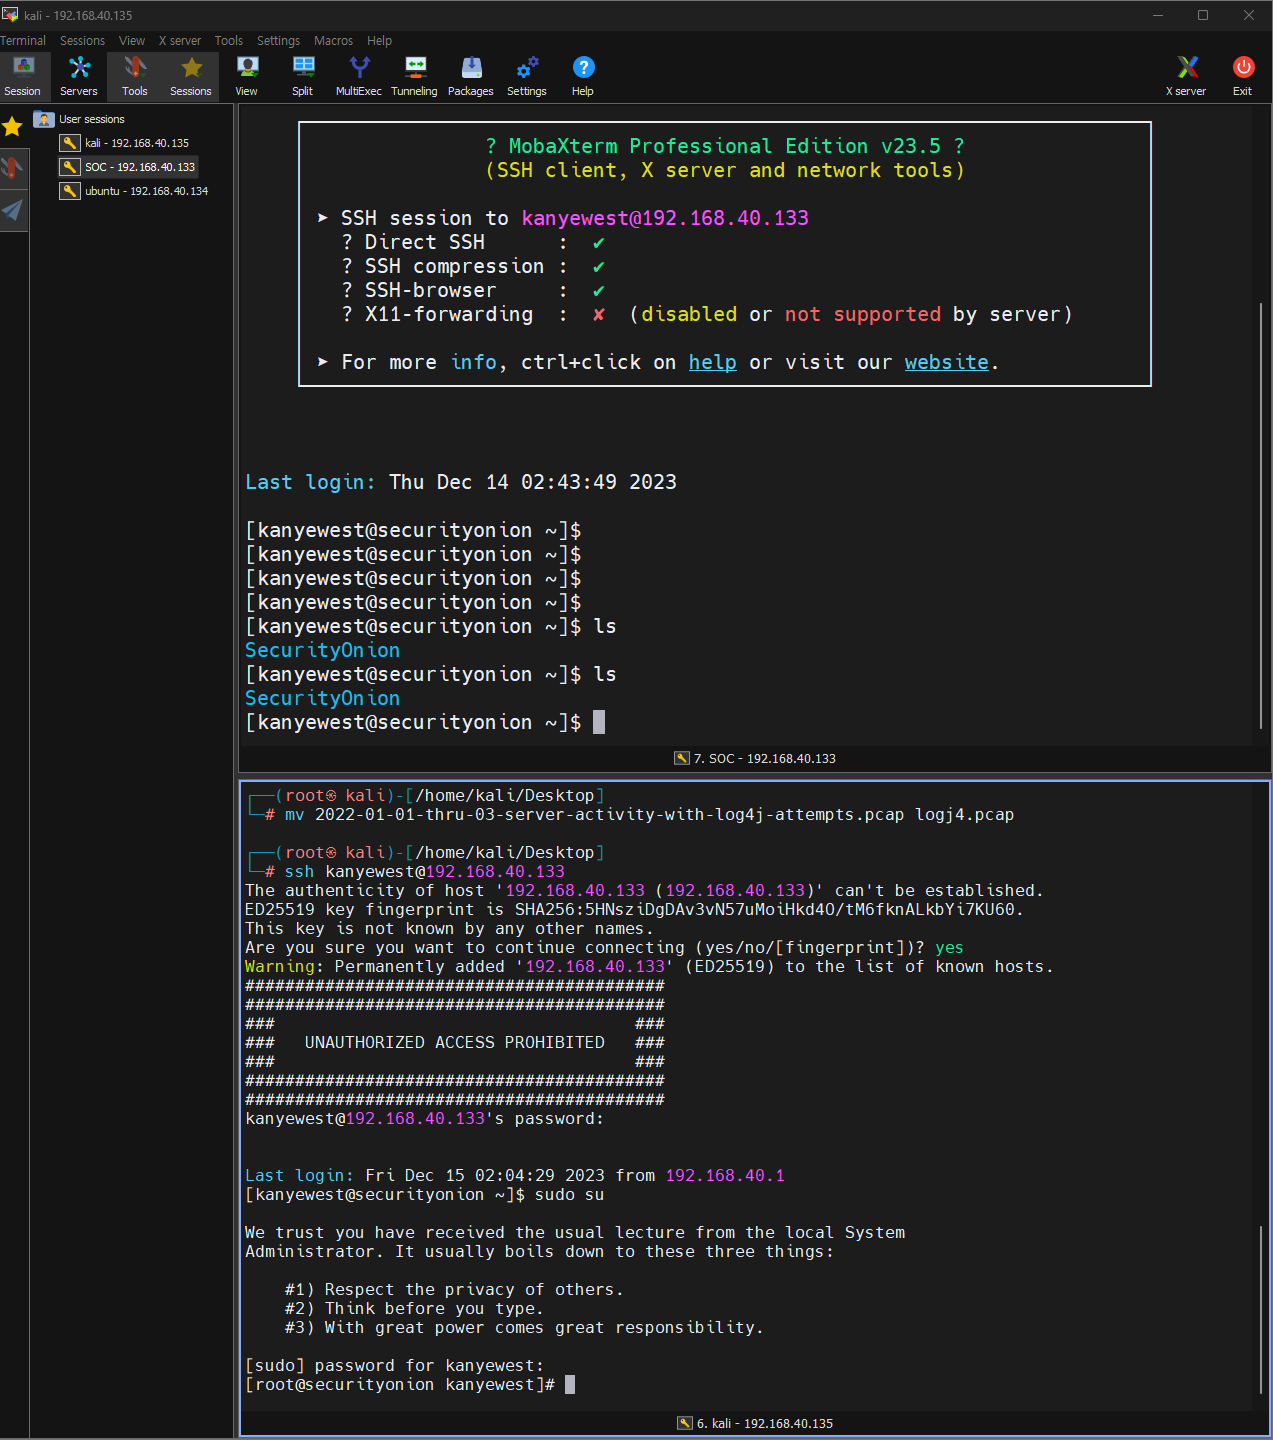 kali - 192.168.40.135
Terminal Sessions View X server Tools Settings Macros Help
Session Servers Tools Sessions View Split MultiExec Tunneling Packages Settings Help X server Exit
User sessions
kali - 192.168.40.135
SOC - 192.168.40.133
ubuntu - 192.168.40.134
? MobaXterm Professional Edition v23.5 ?
(SSH client, X server and network tools)
➤ SSH session to kanyewest@192.168.40.133
? Direct SSH : ✔
? SSH compression : ✔
? SSH-browser : ✔
? X11-forwarding : ✘ (disabled or not supported by server)
➤ For more info, ctrl+click on help or visit our website.
Last login: Thu Dec 14 02:43:49 2023
[kanyewest@securityonion ~]$
[kanyewest@securityonion ~]$
[kanyewest@securityonion ~]$
[kanyewest@securityonion ~]$
[kanyewest@securityonion ~]$ ls
SecurityOnion
[kanyewest@securityonion ~]$ ls
SecurityOnion
[kanyewest@securityonion ~]$
7. SOC - 192.168.40.133
┌──(root㉿ kali)-[/home/kali/Desktop]
└─# mv 2022-01-01-thru-03-server-activity-with-log4j-attempts.pcap logj4.pcap
┌──(root㉿ kali)-[/home/kali/Desktop]
└─# ssh kanyewest@192.168.40.133
The authenticity of host '192.168.40.133 (192.168.40.133)' can't be established.
ED25519 key fingerprint is SHA256:5HNsziDgDAv3vN57uMoiHkd4O/tM6fknALkbYi7KU60.
This key is not known by any other names.
Are you sure you want to continue connecting (yes/no/[fingerprint])? yes
Warning: Permanently added '192.168.40.133' (ED25519) to the list of known hosts.
##########################################
##########################################
### ###
### UNAUTHORIZED ACCESS PROHIBITED ###
### ###
##########################################
##########################################
kanyewest@192.168.40.133's password:
Last login: Fri Dec 15 02:04:29 2023 from 192.168.40.1
[kanyewest@securityonion ~]$ sudo su
We trust you have received the usual lecture from the local System
Administrator. It usually boils down to these three things:
#1) Respect the privacy of others.
#2) Think before you type.
#3) With great power comes great responsibility.
[sudo] password for kanyewest:
[root@securityonion kanyewest]#
6. kali - 192.168.40.135